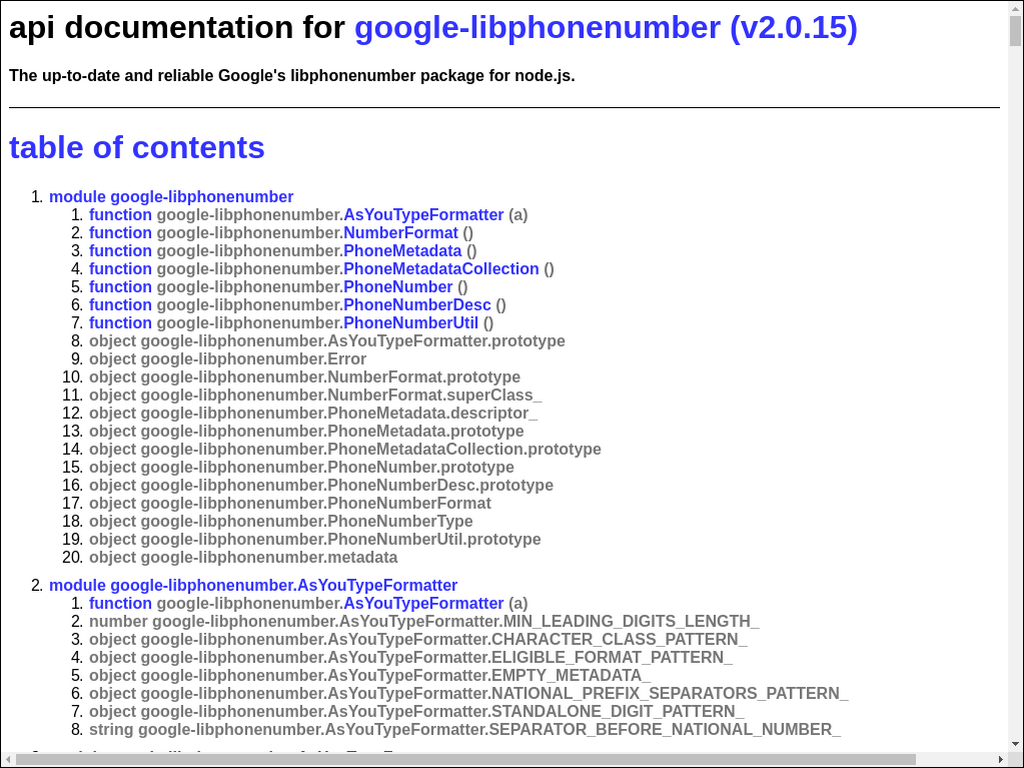 api documentation for google-libphonenumber (v2.0.15)
The up-to-date and reliable Google's libphonenumber package for node.js.
table of contents
1. module google-libphonenumber
1. function google-libphonenumber.AsYouTypeFormatter (a)
2. function google-libphonenumber.NumberFormat ()
3. function google-libphonenumber.PhoneMetadata ()
4. function google-libphonenumber.PhoneMetadataCollection ()
5. function google-libphonenumber.PhoneNumber ()
6. function google-libphonenumber.PhoneNumberDesc ()
7. function google-libphonenumber.PhoneNumberUtil ()
8. object google-libphonenumber.AsYouTypeFormatter.prototype
9. object google-libphonenumber.Error
10. object google-libphonenumber.NumberFormat.prototype
11. object google-libphonenumber.NumberFormat.superClass_
12. object google-libphonenumber.PhoneMetadata.descriptor_
13. object google-libphonenumber.PhoneMetadata.prototype
14. object google-libphonenumber.PhoneMetadataCollection.prototype
15. object google-libphonenumber.PhoneNumber.prototype
16. object google-libphonenumber.PhoneNumberDesc.prototype
17. object google-libphonenumber.PhoneNumberFormat
18. object google-libphonenumber.PhoneNumberType
19. object google-libphonenumber.PhoneNumberUtil.prototype
20. object google-libphonenumber.metadata
2. module google-libphonenumber.AsYouTypeFormatter
1. function google-libphonenumber.AsYouTypeFormatter (a)
2. number google-libphonenumber.AsYouTypeFormatter.MIN_LEADING_DIGITS_LENGTH_
3. object google-libphonenumber.AsYouTypeFormatter.CHARACTER_CLASS_PATTERN_
4. object google-libphonenumber.AsYouTypeFormatter.ELIGIBLE_FORMAT_PATTERN_
5. object google-libphonenumber.AsYouTypeFormatter.EMPTY_METADATA_
6. object google-libphonenumber.AsYouTypeFormatter.NATIONAL_PREFIX_SEPARATORS_PATTERN_
7. object google-libphonenumber.AsYouTypeFormatter.STANDALONE_DIGIT_PATTERN_
8. string google-libphonenumber.AsYouTypeFormatter.SEPARATOR_BEFORE_NATIONAL_NUMBER_